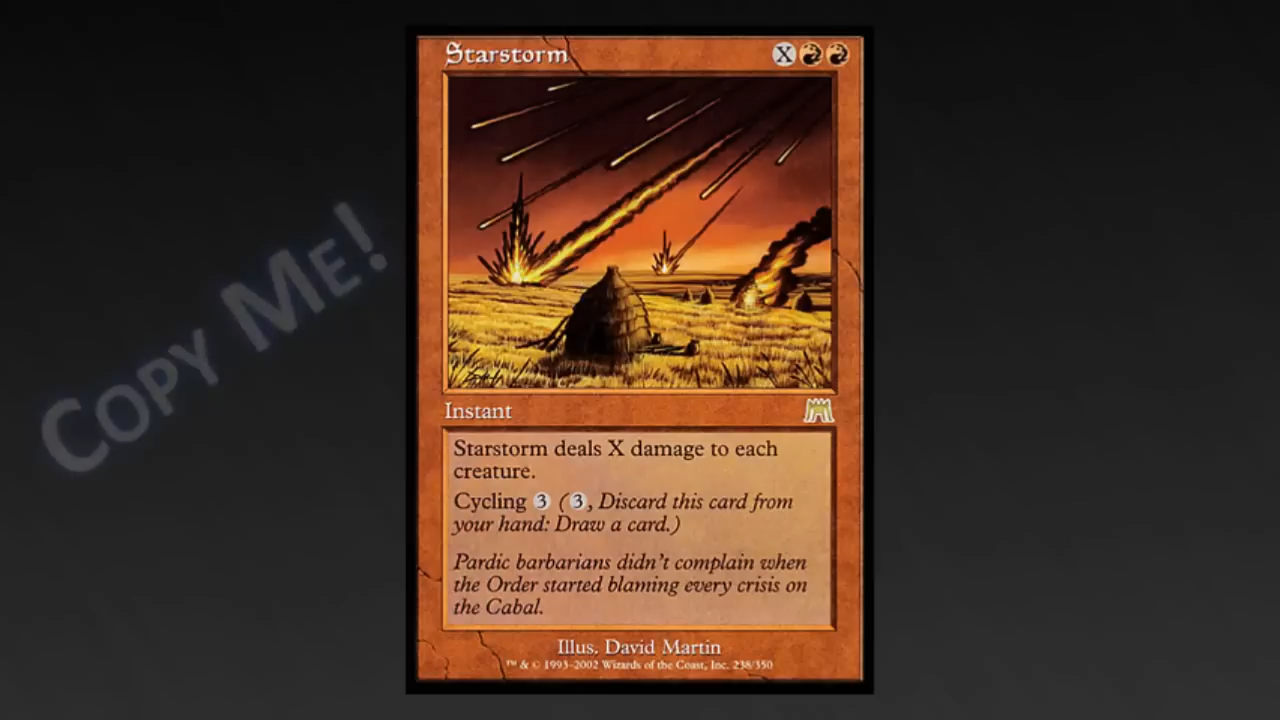 Copy Me!
Starstorm X
Instant
Starstorm deals X damage to each
creature.
Cycling 3 (3, Discard this card from
your hand: Draw a card.)
Pardic barbarians didn't complain when
the Order started blaming every crisis on
the Cabal.
Illus. David Martin
™ & © 1993–2002 Wizards of the Coast, Inc. 238/350